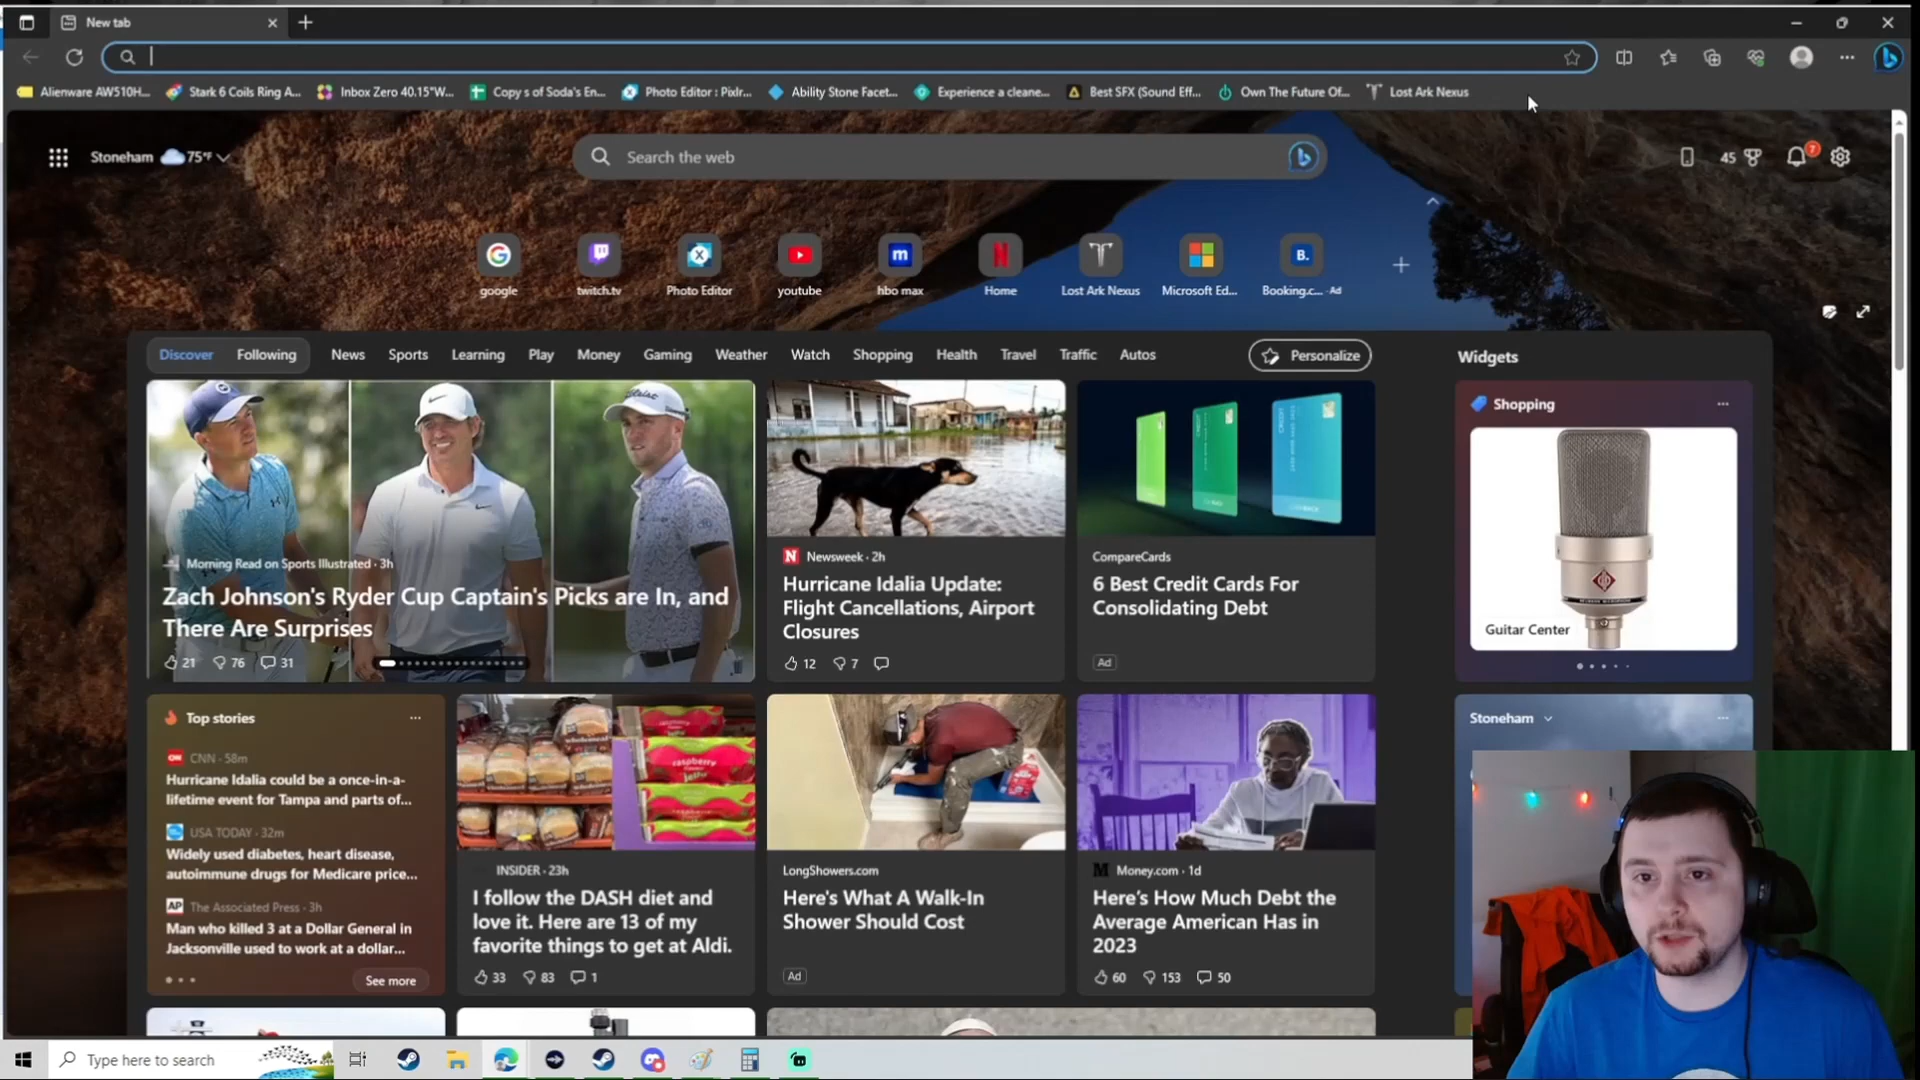 New tab
Alienware AW510H...
Stark 6 Coils Ring A...
Inbox Zero 40.15"W...
Copy s of Soda's En...
Photo Editor : Pixlr...
Ability Stone Facet...
Experience a cleane...
Best SFX (Sound Eff...
Own The Future Of...
Lost Ark Nexus
Stoneham 75°F
Search the web
45
7
google
twitch.tv
Photo Editor
youtube
m
hbo max
Home
Lost Ark Nexus
Microsoft Ed...
B.
Booking.c... · Ad
Discover
Following
News
Sports
Learning
Play
Money
Gaming
Weather
Watch
Shopping
Health
Travel
Traffic
Autos
Personalize
Widgets
Morning Read on Sports Illustrated · 3h
Zach Johnson's Ryder Cup Captain's Picks are In, and
There Are Surprises
21 76 31
Newsweek · 2h
Hurricane Idalia Update:
Flight Cancellations, Airport
Closures
12 7
CompareCards
6 Best Credit Cards For
Consolidating Debt
Ad
Shopping
Guitar Center
Top stories
CNN · 58m
Hurricane Idalia could be a once-in-a-
lifetime event for Tampa and parts of...
USA TODAY · 32m
Widely used diabetes, heart disease,
autoimmune drugs for Medicare price...
AP The Associated Press · 3h
Man who killed 3 at a Dollar General in
Jacksonville used to work at a dollar...
See more
INSIDER · 23h
I follow the DASH diet and
love it. Here are 13 of my
favorite things to get at Aldi.
33 83 1
LongShowers.com
Here's What A Walk-In
Shower Should Cost
Ad
Money.com · 1d
Here's How Much Debt the
Average American Has in
2023
60 153 50
Stoneham
Type here to search